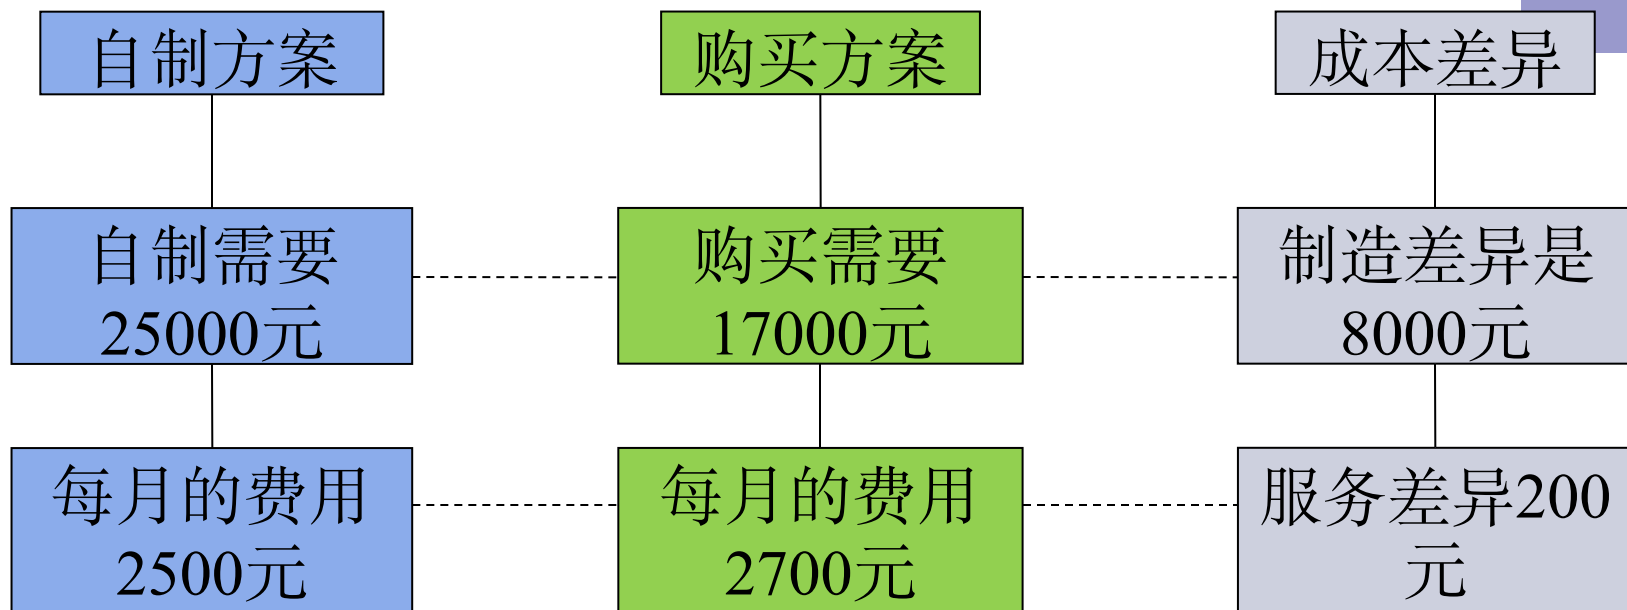 自制方案
购买方案
成本差异
自制需要
25000元
购买需要
17000元
制造差异是
8000元
每月的费用
2500元
每月的费用
2700元
服务差异200
元